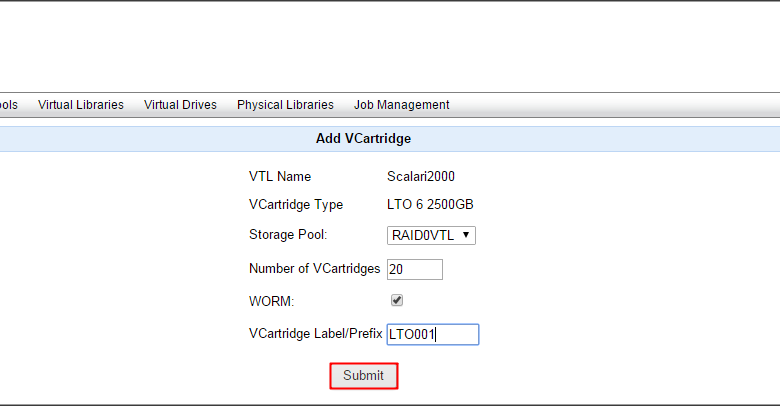 ols Virtual Libraries Virtual Drives Physical Libraries Job Management
Add VCartridge
VTL Name Scalari2000
VCartridge Type LTO 6 2500GB
Storage Pool: RAID0VTL
Number of VCartridges 20
WORM:
VCartridge Label/Prefix LTO001
Submit